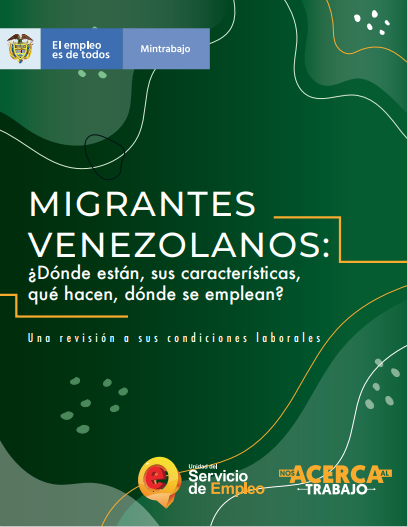 El empleo
es de todos
Mintrabajo
MIGRANTES
VENEZOLANOS:
¿Dónde están, sus características,
qué hacen, dónde se emplean?
Una revisión a sus condiciones laborales
e
Unidad del
Servicio
de Empleo
NOS ACERCA AL
TRABAJO